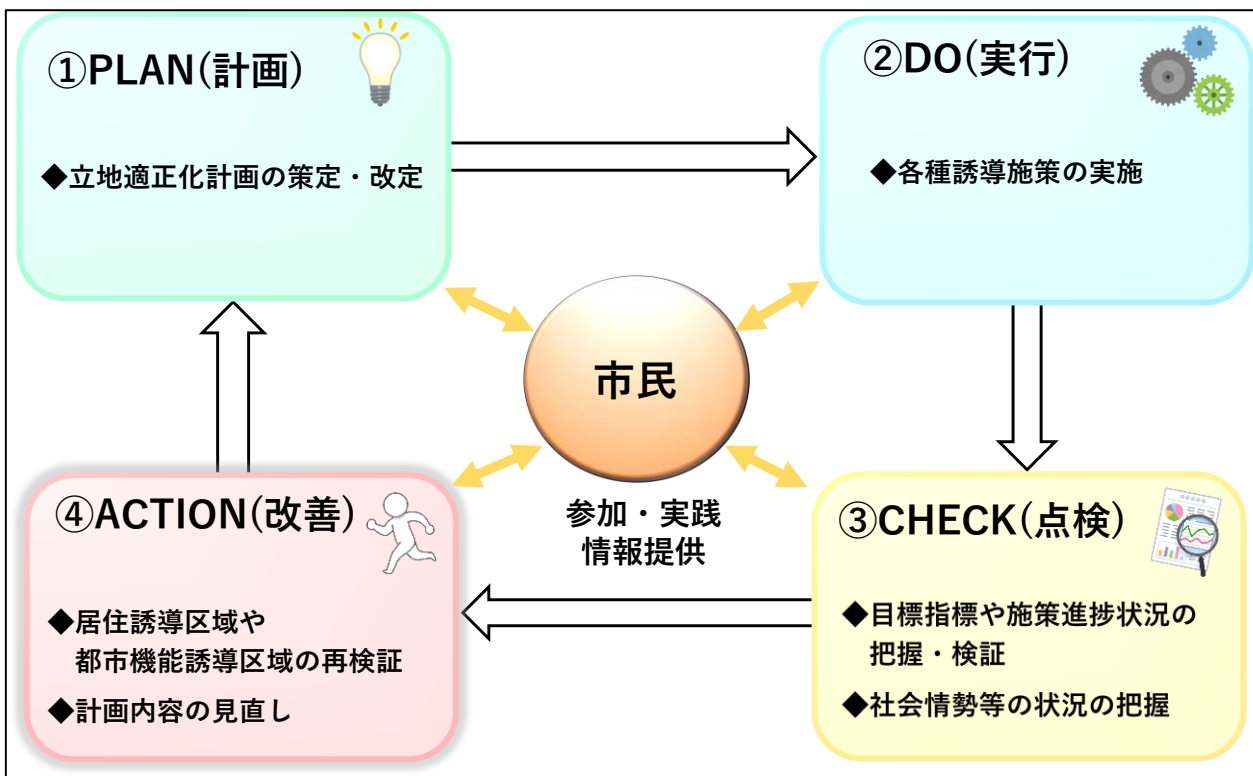 ①PLAN(計画)
◆立地適正化計画の策定・改定
②DO(実行)
◆各種誘導施策の実施
市民
参加・実践
情報提供
③CHECK(点検)
◆目標指標や施策進捗状況の
把握・検証
◆社会情勢等の状況の把握
④ACTION(改善)
◆居住誘導区域や
都市機能誘導区域の再検証
◆計画内容の見直し